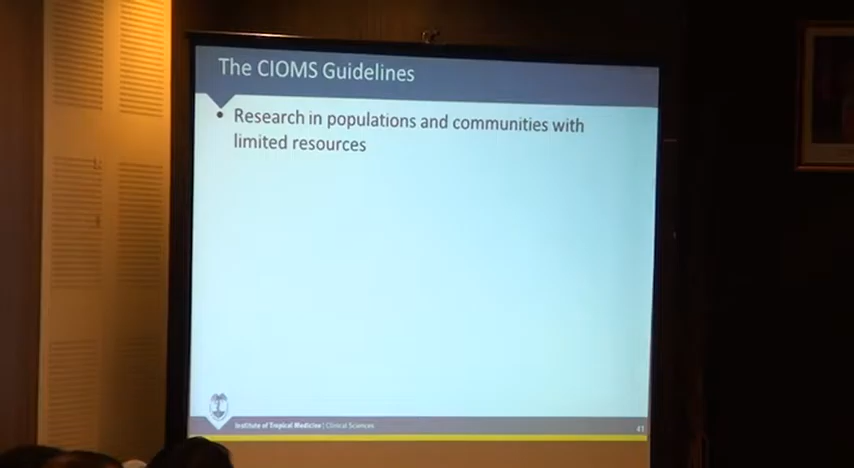 The CIOMS Guidelines
• Research in populations and communities with
limited resources
Institute of Tropical Medicine | Clinical Sciences
41